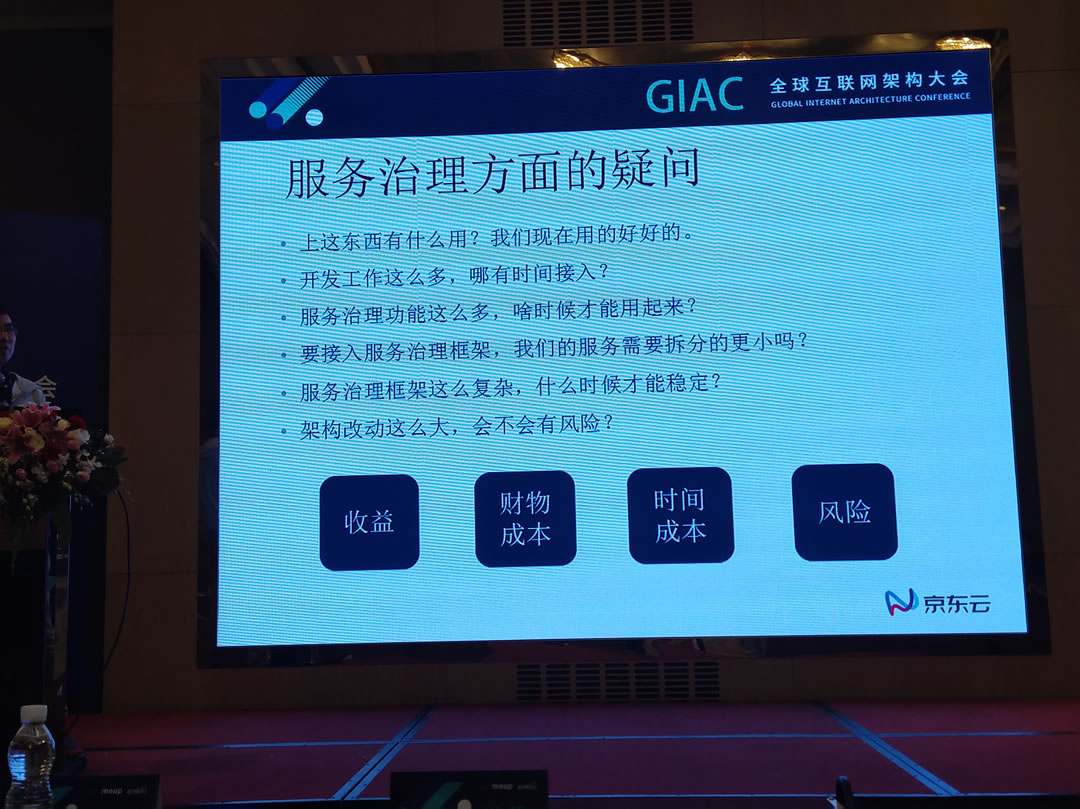 GIAC
全球互联网架构大会
GLOBAL INTERNET ARCHITECTURE CONFERENCE
服务治理方面的疑问
• 上这东西有什么用？我们现在用的好好的。
• 开发工作这么多，哪有时间接入？
• 服务治理功能这么多，啥时候才能用起来？
• 要接入服务治理框架，我们的服务需要拆分的更小吗？
• 服务治理框架这么复杂，什么时候才能稳定？
• 架构改动这么大，会不会有风险？
收益
财物
成本
时间
成本
风险
京东云
会
msup
msup